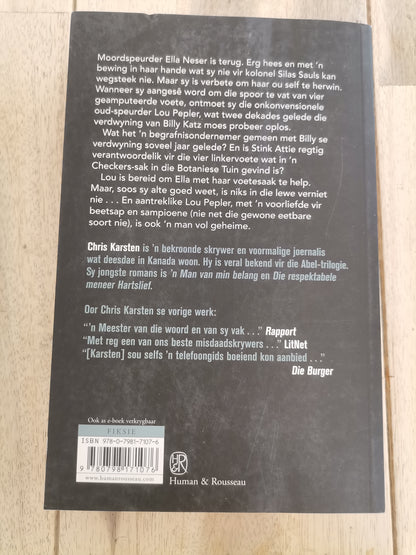 Moordspeurder Ella Neser is terug. Erg hees en met ’n
bewing in haar hande wat sy nie vir kolonel Silas Sauls kan
wegsteek nie. Maar sy is verbete om haar ou self te herwin.
Wanneer sy aangesê word om die spoor te vat van vier
geamputeerde voete, ontmoet sy die onkonvensionele
oud-speurder Lou Pepler, wat twee dekades gelede die
verdwyning van Billy Katz moes probeer oplos.
Wat het ’n begrafnisondernemer gemeen met Billy se
verdwyning soveel jaar gelede? En is Stink Attie regtig
verantwoordelik vir die vier linkervoete wat in ’n
Checkers-sak in die Botaniese Tuin gevind is?
Lou is bereid om Ella met haar voetesaak te help.
Maar, soos sy alte goed weet, is niks in die lewe verniet
nie . . . En aantreklike Lou Pepler, met ’n voorliefde vir
beetsap en sampioene (nie net die gewone eetbare
soort nie), is ook ’n man vol geheime.
Chris Karsten is ’n bekroonde skrywer en voormalige joernalis
wat deesdae in Kanada woon. Hy is veral bekend vir die Abel-trilogie.
Sy jongste romans is ’n Man van min belang en Die respektabele
meneer Hartslief.
Oor Chris Karsten se vorige werk:
“’n Meester van die woord en van sy vak . . .” Rapport
“Met reg een van ons beste misdaadskrywers . . .” LitNet
“[Karsten] sou selfs ’n telefoongids boeiend kon aanbied . . .”
Die Burger
Ook as e-boek verkrygbaar
FIKSIE
ISBN 978-0-7981-7107-6
9 780798 171076
www.humanrousseau.com
H&R
Human & Rousseau